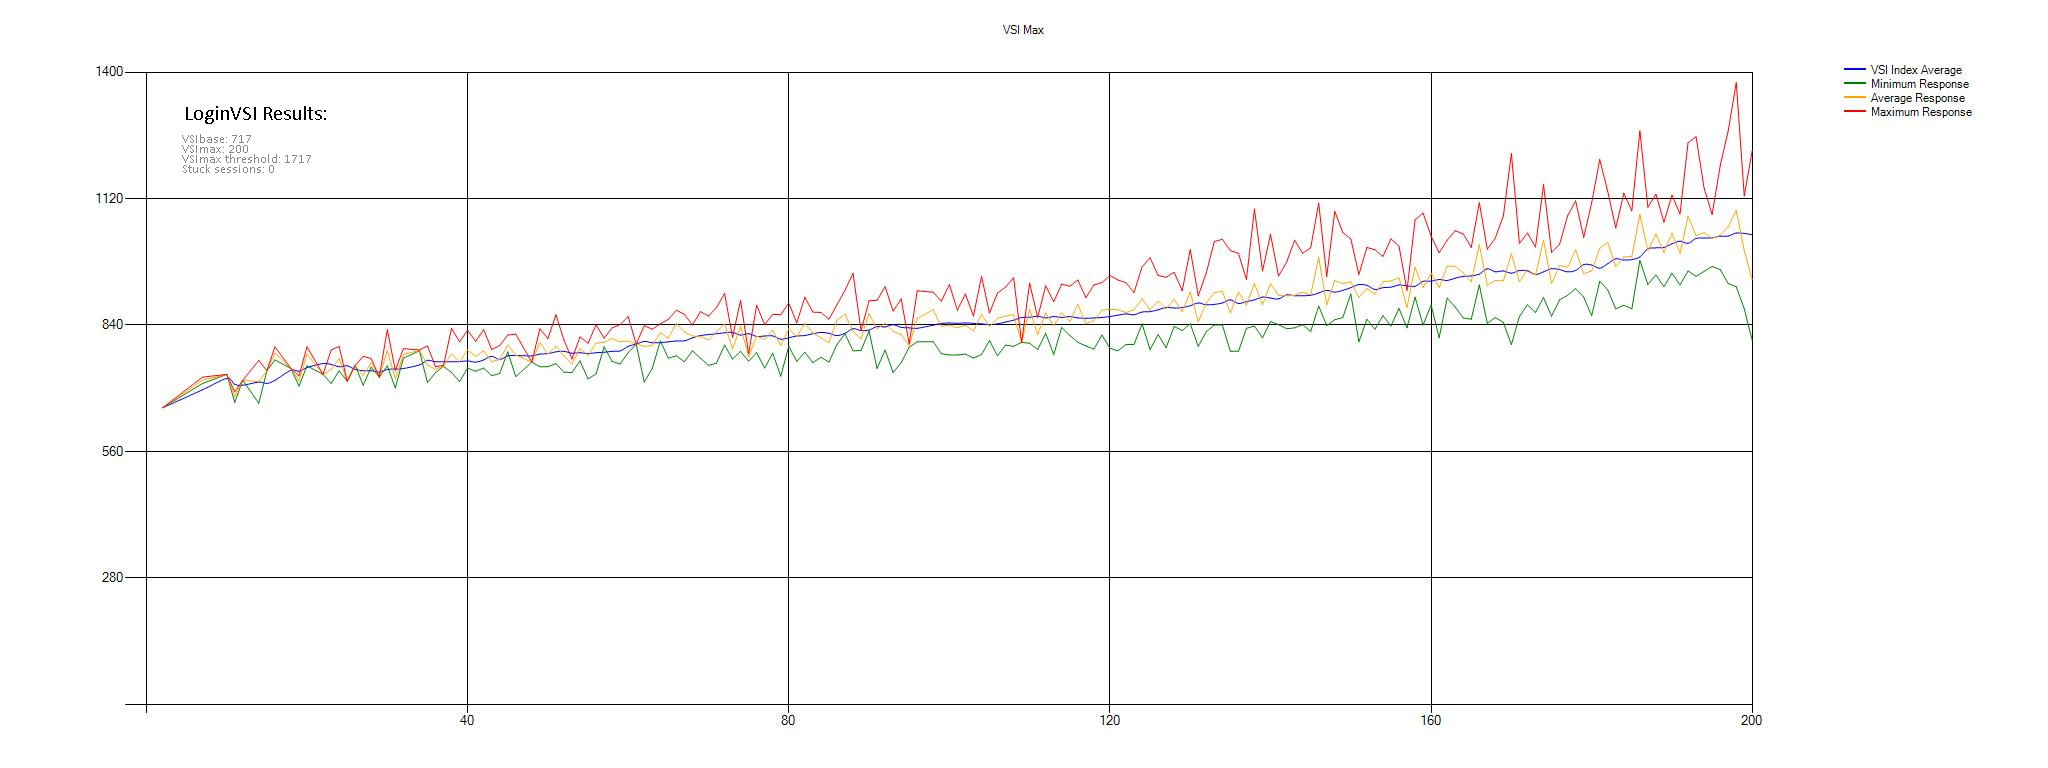 VSI Max
1400
1120
840
560
280
40
80
120
160
200
LoginVSI Results:
VSIbase: 717
VSImax: 200
VSImax threshold: 1717
Stuck sessions: 0
VSI Index Average
Minimum Response
Average Response
Maximum Response